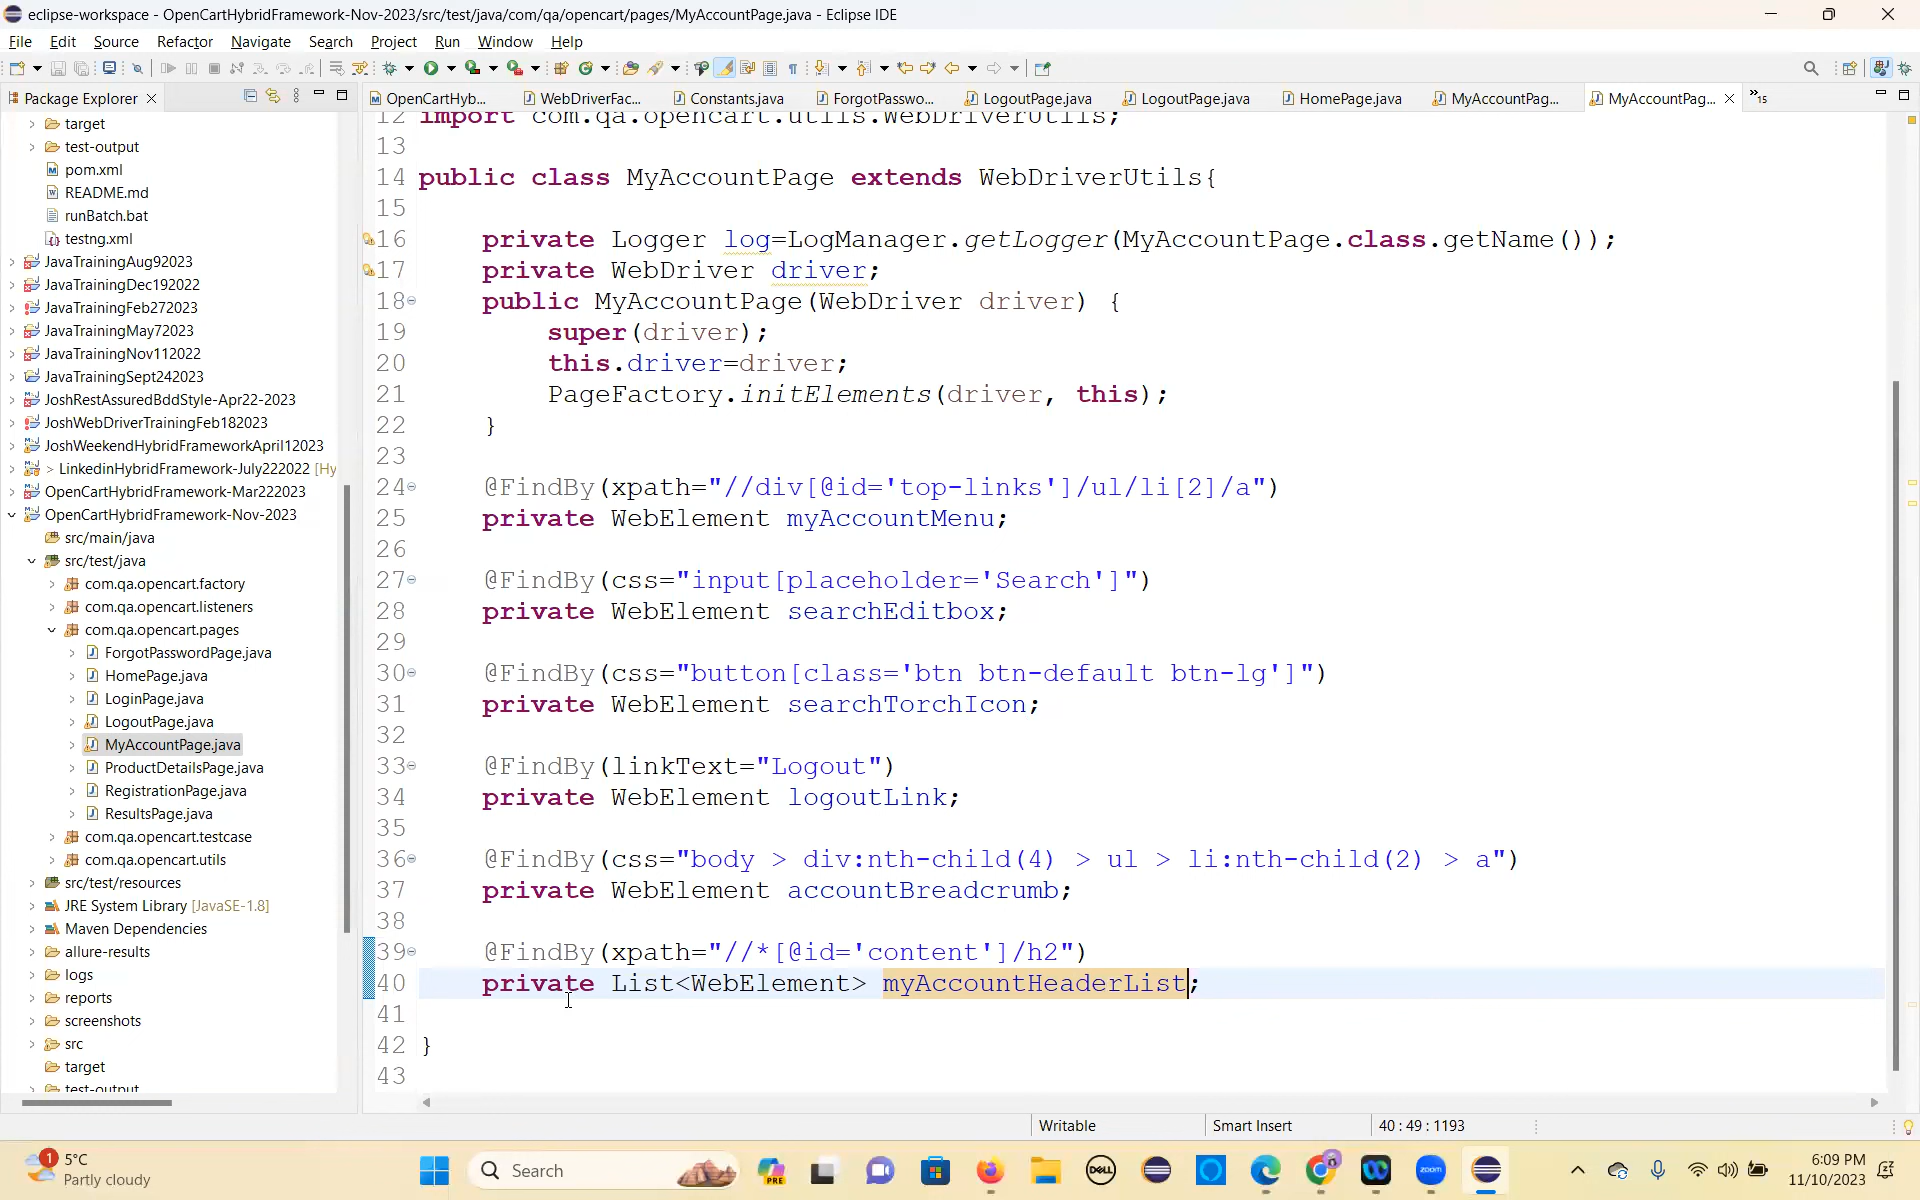 eclipse-workspace - OpenCartHybridFramework-Nov-2023/src/test/java/com/qa/opencart/pages/MyAccountPage.java - Eclipse IDE
File Edit Source Refactor Navigate Search Project Run Window Help
Package Explorer
OpenCartHyb... WebDriverFac... Constants.java ForgotPasswo... LogoutPage.java LogoutPage.java HomePage.java MyAccountPag... MyAccountPag... »15
target
test-output
pom.xml
README.md
runBatch.bat
testng.xml
JavaTrainingAug92023
JavaTrainingDec192022
JavaTrainingFeb272023
JavaTrainingMay72023
JavaTrainingNov112022
JavaTrainingSept242023
JoshRestAssuredBddStyle-Apr22-2023
JoshWebDriverTrainingFeb182023
JoshWeekendHybridFrameworkApril12023
> LinkedinHybridFramework-July222022 [Hy
OpenCartHybridFramework-Mar222023
OpenCartHybridFramework-Nov-2023
src/main/java
src/test/java
com.qa.opencart.factory
com.qa.opencart.listeners
com.qa.opencart.pages
ForgotPasswordPage.java
HomePage.java
LoginPage.java
LogoutPage.java
MyAccountPage.java
ProductDetailsPage.java
RegistrationPage.java
ResultsPage.java
com.qa.opencart.testcase
com.qa.opencart.utils
src/test/resources
JRE System Library [JavaSE-1.8]
Maven Dependencies
allure-results
logs
reports
screenshots
src
target
test-output
12 import com.qa.opencart.utils.WebDriverUtils;
13
14 public class MyAccountPage extends WebDriverUtils{
15
16 private Logger log=LogManager.getLogger(MyAccountPage.class.getName());
17 private WebDriver driver;
18 public MyAccountPage(WebDriver driver) {
19 super(driver);
20 this.driver=driver;
21 PageFactory.initElements(driver, this);
22 }
23
24 @FindBy(xpath="//div[@id='top-links']/ul/li[2]/a")
25 private WebElement myAccountMenu;
26
27 @FindBy(css="input[placeholder='Search']")
28 private WebElement searchEditbox;
29
30 @FindBy(css="button[class='btn btn-default btn-lg']")
31 private WebElement searchTorchIcon;
32
33 @FindBy(linkText="Logout")
34 private WebElement logoutLink;
35
36 @FindBy(css="body > div:nth-child(4) > ul > li:nth-child(2) > a")
37 private WebElement accountBreadcrumb;
38
39 @FindBy(xpath="//*[@id='content']/h2")
40 private List<WebElement> myAccountHeaderList;
41
42 }
43
Writable Smart Insert 40 : 49 : 1193
1
5°C
Partly cloudy
Search
PRE
DELL
zoom
6:09 PM
11/10/2023